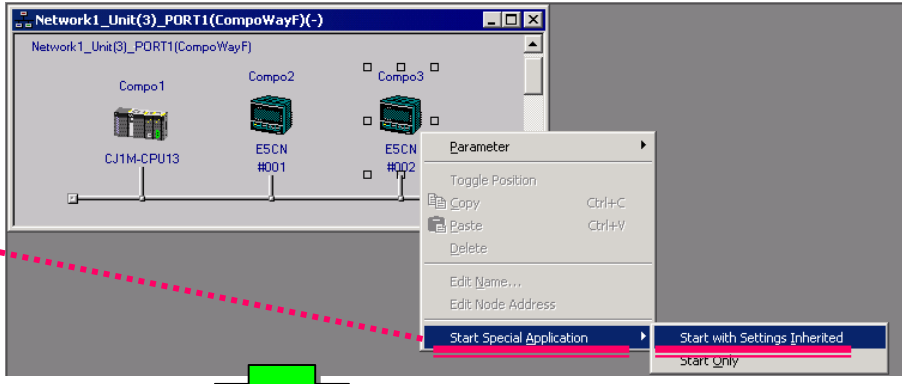 Network1_Unit(3)_PORT1(CompoWayF)(-)
Network1_Unit(3)_PORT1(CompoWayF)
Compo1
Compo2
Compo3
CJ1M-CPU13
E5CN
#001
E5CN
#002
Parameter
Toggle Position
Copy Ctrl+C
Paste Ctrl+V
Delete
Edit Name...
Edit Node Address
Start Special Application
Start with Settings Inherited
Start Only